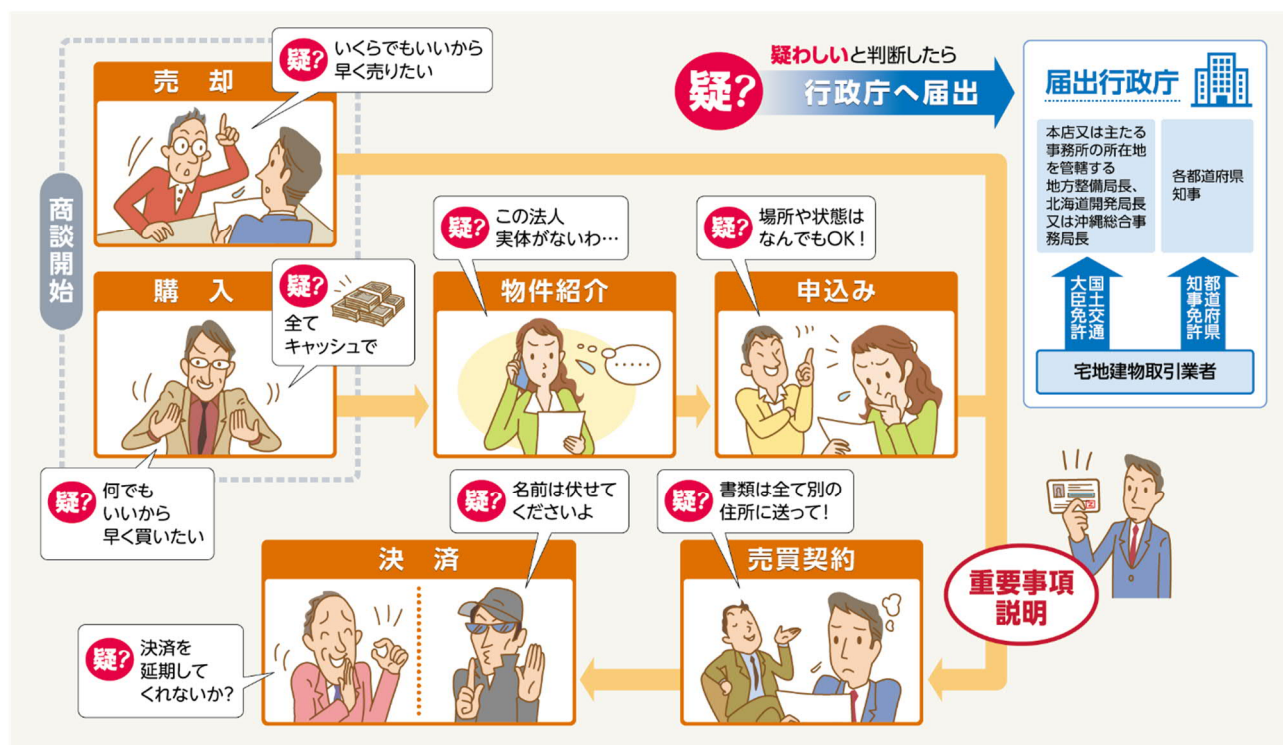 商談開始
売 却
疑?
いくらでもいいから
早く売りたい
購 入
疑?
全て
キャッシュで
疑?
何でも
いいから
早く買いたい
物件紹介
疑?
この法人
実体がないわ…
……
申込み
疑?
場所や状態は
なんでもOK!
重要事項
説明
売買契約
疑?
書類は全て別の
住所に送って!
決 済
疑?
名前は伏せて
くださいよ
疑?
決済を
延期して
くれないか?
疑?
疑わしいと判断したら
行政庁へ届出
届出行政庁
本店又は主たる
事務所の所在地
を管轄する
地方整備局長、
北海道開発局長
又は沖縄総合事
務局長
各都道府県
知事
国土交通
大臣免許
都道府県
知事免許
宅地建物取引業者